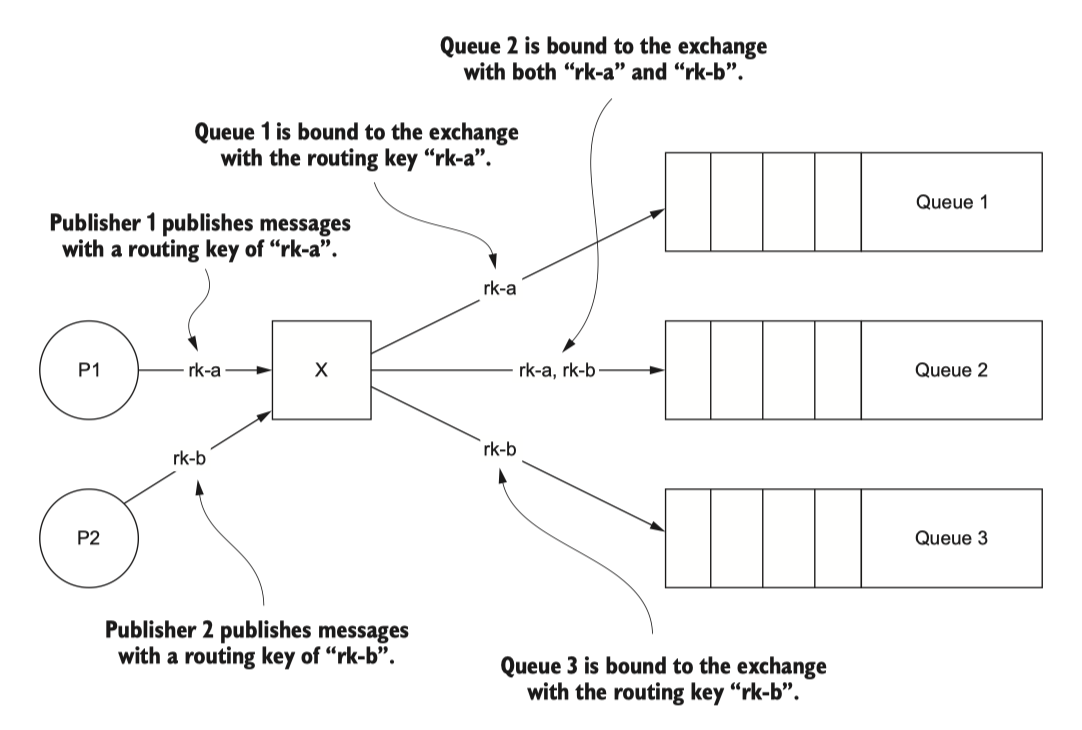 Queue 2 is bound to the exchange
with both “rk-a” and “rk-b”.
Queue 1 is bound to the exchange
with the routing key “rk-a”.
Publisher 1 publishes messages
with a routing key of “rk-a”.
Queue 1
rk-a
P1
rk-a
X
rk-a, rk-b
Queue 2
rk-b
rk-b
P2
Queue 3
Publisher 2 publishes messages
with a routing key of “rk-b”.
Queue 3 is bound to the exchange
with the routing key “rk-b”.